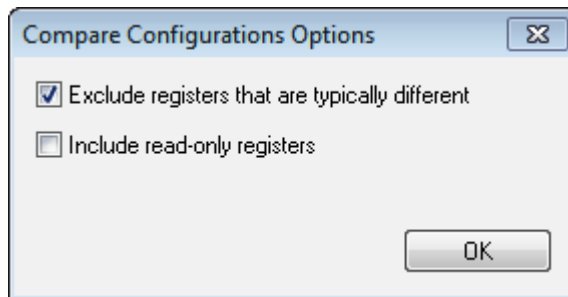 Compare Configurations Options
Exclude registers that are typically different
Include read-only registers
OK